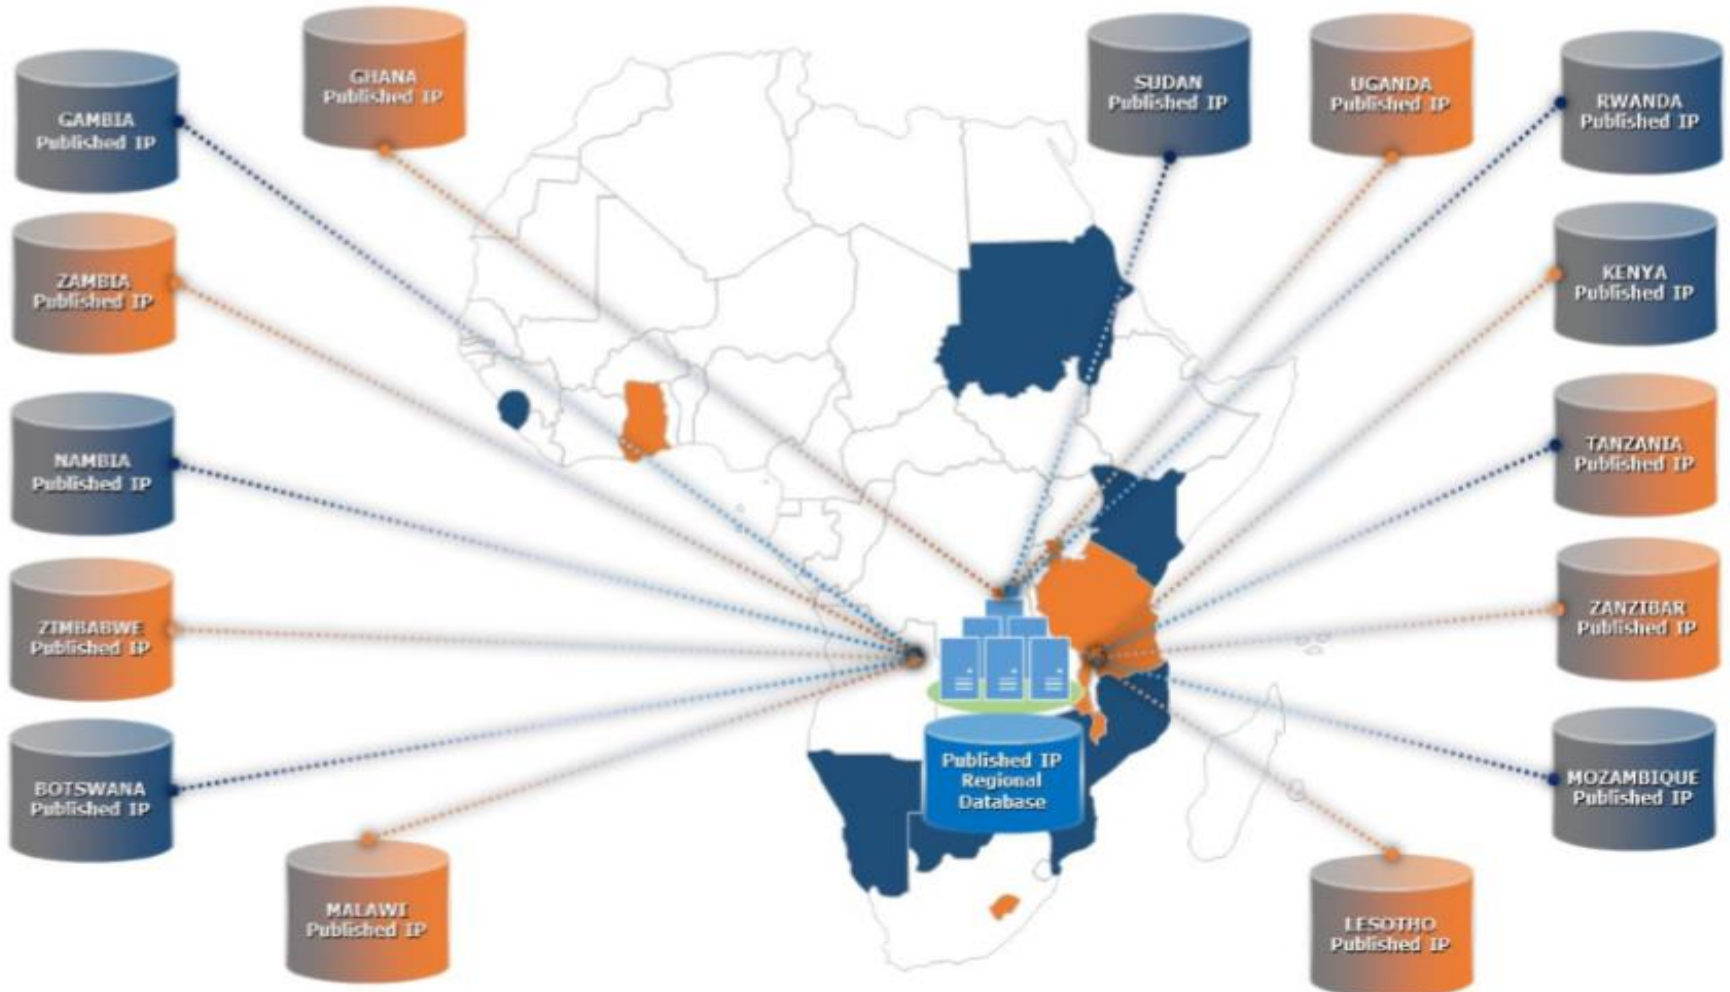 GHANA
Published IP
SUDAN
Published IP
UGANDA
Published IP
RWANDA
Published IP
GAMBIA
Published IP
KENYA
Published IP
ZAMBIA
Published IP
TANZANIA
Published IP
NAMBIA
Published IP
ZANZIBAR
Published IP
ZIMBABWE
Published IP
MOZAMBIQUE
Published IP
BOTSWANA
Published IP
Published IP
Regional
Database
MALAWI
Published IP
LESOTHO
Published IP